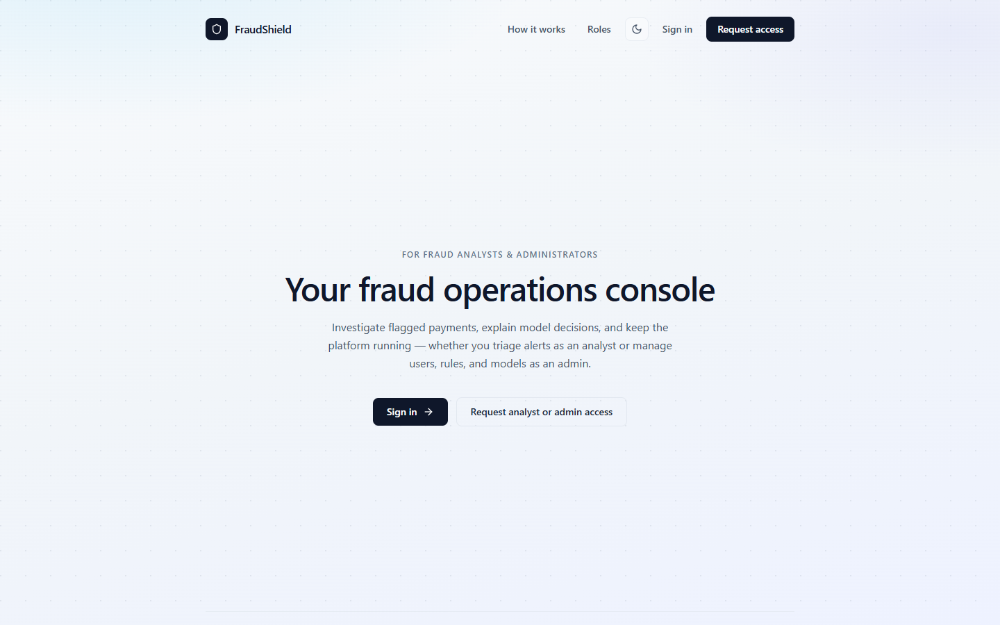 FraudShield
How it works
Roles
Sign in
Request access
FOR FRAUD ANALYSTS & ADMINISTRATORS
Your fraud operations console
Investigate flagged payments, explain model decisions, and keep the
platform running — whether you triage alerts as an analyst or manage
users, rules, and models as an admin.
Sign in
Request analyst or admin access